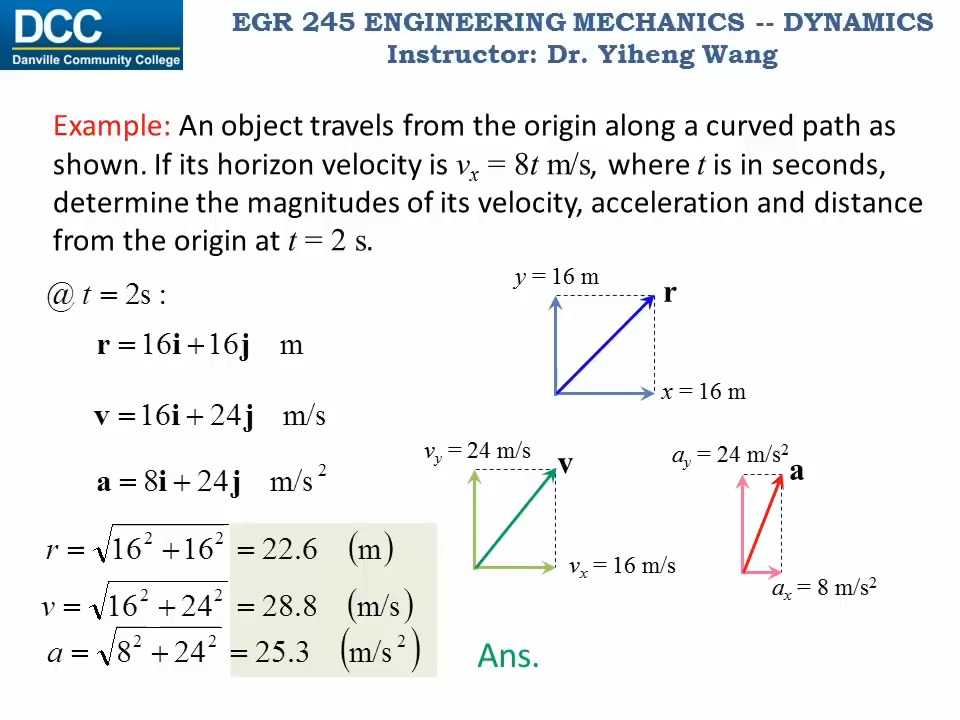 DCC
Danville Community College
EGR 245 ENGINEERING MECHANICS -- DYNAMICS
Instructor: Dr. Yiheng Wang
Example: An object travels from the origin along a curved path as
shown. If its horizon velocity is vₓ = 8t m/s, where t is in seconds,
determine the magnitudes of its velocity, acceleration and distance
from the origin at t = 2 s.
@ t = 2s :
r = 16i + 16j m
v = 16i + 24j m/s
a = 8i + 24j m/s²
r = √16² + 16² = 22.6 (m)
v = √16² + 24² = 28.8 (m/s)
a = √8² + 24² = 25.3 (m/s²)
Ans.
y = 16 m
r
x = 16 m
v_y = 24 m/s
v
vₓ = 16 m/s
a_y = 24 m/s²
a
aₓ = 8 m/s²